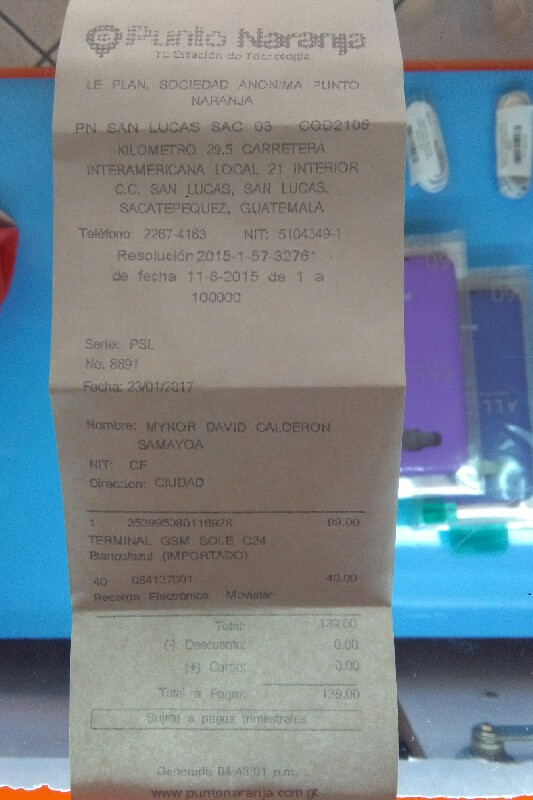 Punto Naranja
Tu Estación de Tecnología
LE PLAN, SOCIEDAD ANONIMA PUNTO
NARANJA
PN SAN LUCAS SAC 03 - COD2106
KILOMETRO 29.5 CARRETERA
INTERAMERICANA LOCAL 21 INTERIOR
C.C. SAN LUCAS, SAN LUCAS,
SACATEPEQUEZ, GUATEMALA
Teléfono: 2267-4163 NIT: 5104349-1
Resolución 2015-1-57-32761
de fecha 11-8-2015 de 1 a
100000
Serie: PSL
No. 8691
Fecha: 23/01/2017
Nombre: MYNOR DAVID CALDERON
SAMAYOA
NIT: CF
Direccion: CIUDAD
1 353995080118928 99.00
TERMINAL GSM SOLE C24
Blanco/azul (IMPORTADO)
40 084137001 40.00
Recarga Electrónica Movistar
Total: 139.00
(-) Descuento: 0.00
(+) Cargo: 0.00
Total a Pagar: 139.00
Sujeto a pagos trimestrales
Generado 04:43:01 p.m.
www.puntonaranja.com.gt
ALL